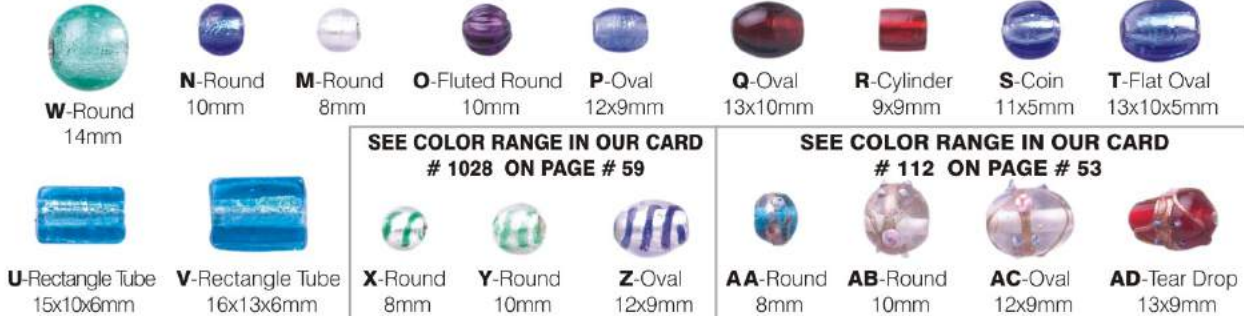 W-Round
14mm
N-Round
10mm
M-Round
8mm
O-Fluted Round
10mm
P-Oval
12x9mm
Q-Oval
13x10mm
R-Cylinder
9x9mm
S-Coin
11x5mm
T-Flat Oval
13x10x5mm
U-Rectangle Tube
15x10x6mm
V-Rectangle Tube
16x13x6mm
SEE COLOR RANGE IN OUR CARD
# 1028 ON PAGE # 59
X-Round
8mm
Y-Round
10mm
Z-Oval
12x9mm
SEE COLOR RANGE IN OUR CARD
# 112 ON PAGE # 53
AA-Round
8mm
AB-Round
10mm
AC-Oval
12x9mm
AD-Tear Drop
13x9mm